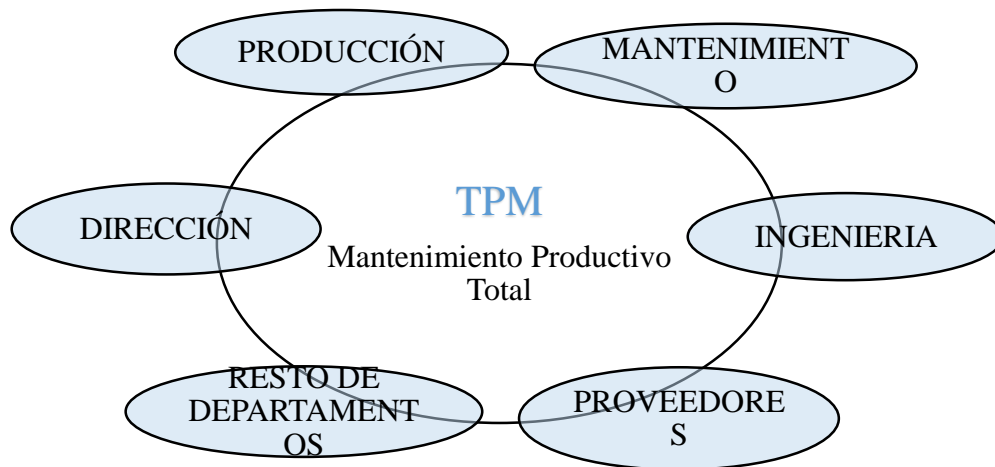 PRODUCCIÓN
MANTENIMIENT
O
DIRECCIÓN
TPM
Mantenimiento Productivo
Total
INGENIERIA
RESTO DE
DEPARTAMENT
OS
PROVEEDORE
S